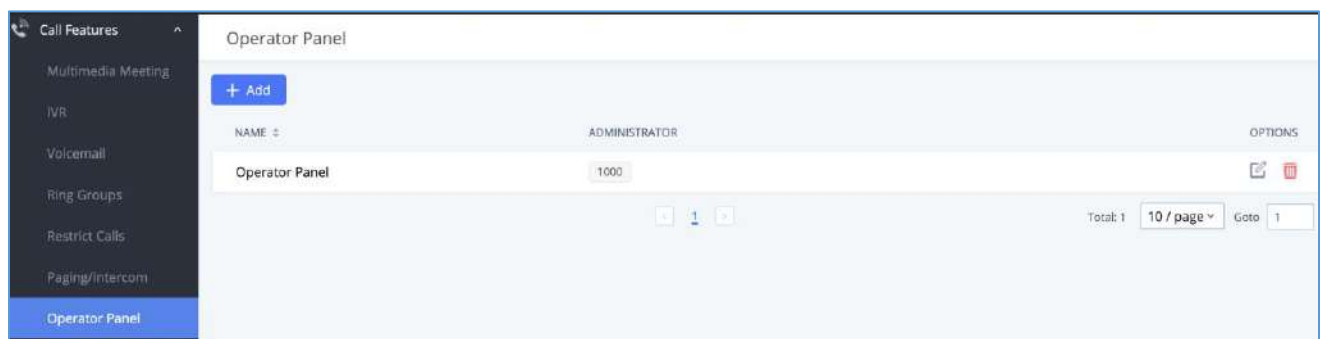 Call Features
Multimedia Meeting
IVR
Voicemail
Ring Groups
Restrict Calls
Paging/Intercom
Operator Panel
Operator Panel
+ Add
NAME ADMINISTRATOR OPTIONS
Operator Panel 1000
< 1 > Total: 1 10 / page Goto 1